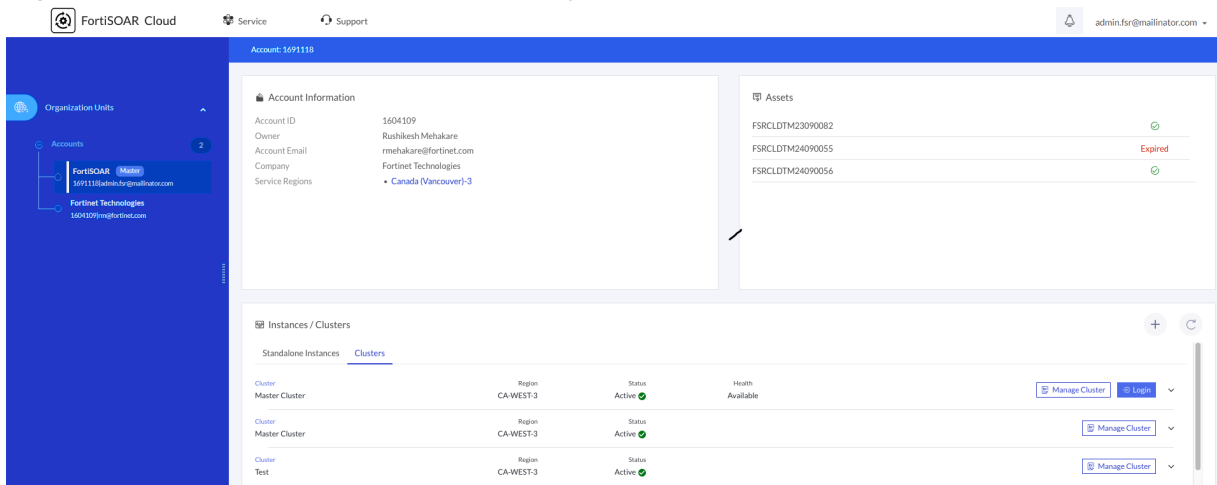 FortiSOAR Cloud Service Support admin.fsr@mailinator.com
Account: 1691118
Organization Units
Accounts 2
FortiSOAR Master
1691118|admin.fsr@mailinator.com
Fortinet Technologies
1604109|rm@fortinet.com
Account Information
Account ID 1604109
Owner Rushikesh Mehakare
Account Email rmehakare@fortinet.com
Company Fortinet Technologies
Service Regions • Canada (Vancouver)-3
Assets
FSRCLDTM23090082
FSRCLDTM24090055 Expired
FSRCLDTM24090056
Instances / Clusters
Standalone Instances Clusters
Cluster Region Status Health
Master Cluster CA-WEST-3 Active Available Manage Cluster Login
Cluster Region Status
Master Cluster CA-WEST-3 Active Manage Cluster
Cluster Region Status
Test CA-WEST-3 Active Manage Cluster